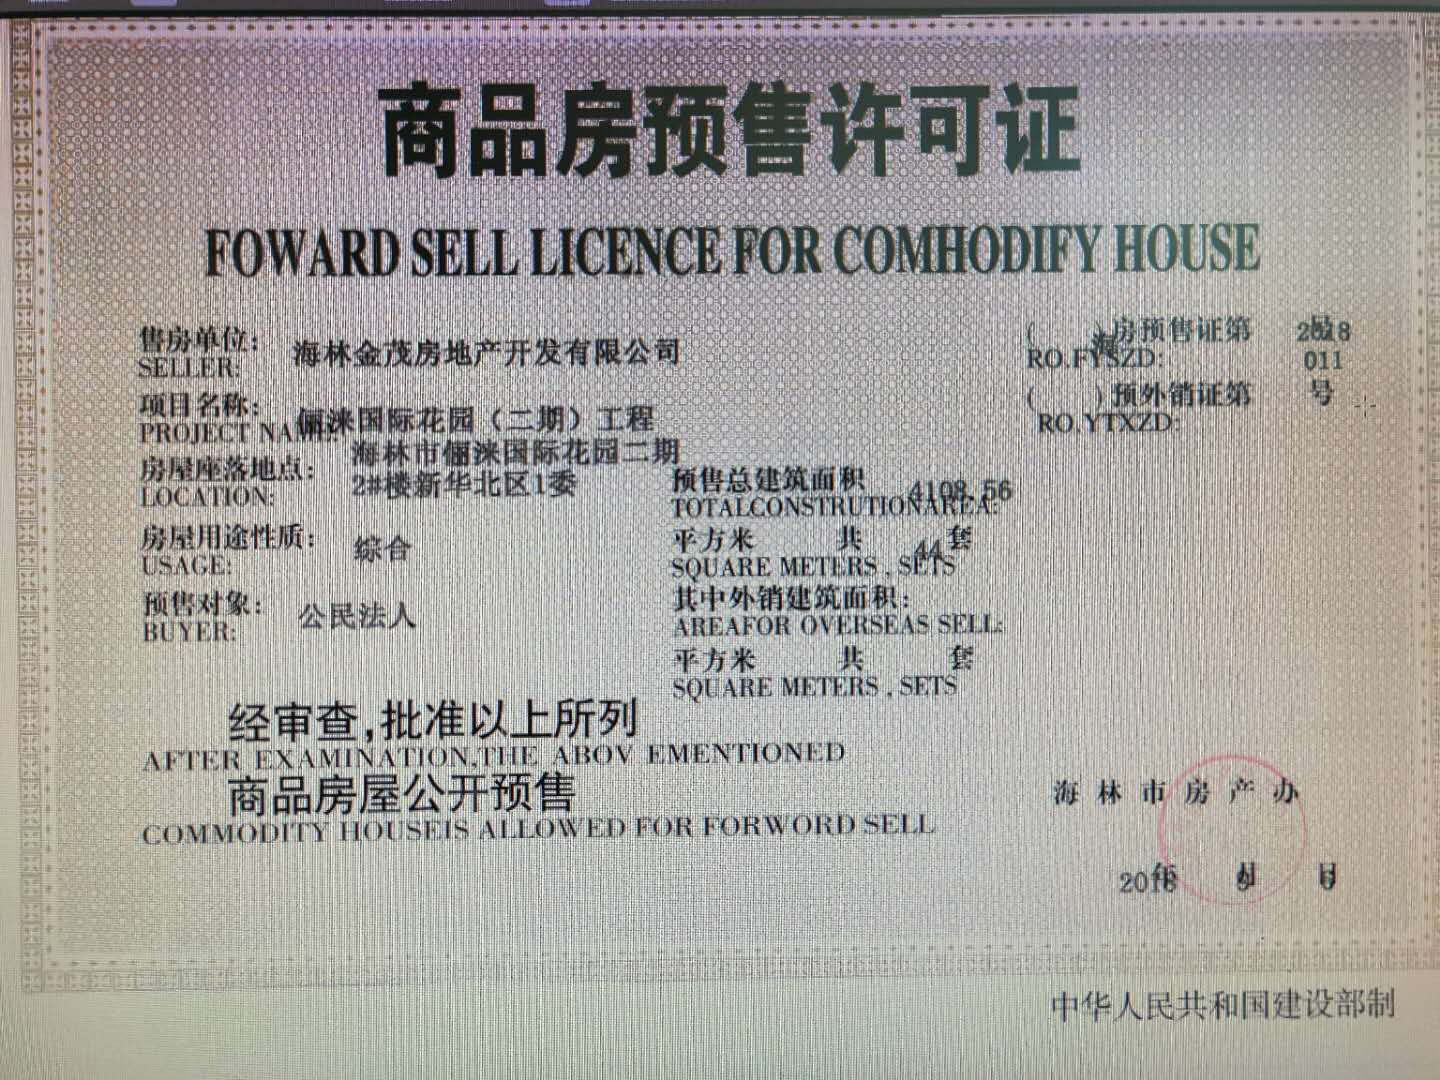 商品房预售许可证
FOWARD SELL LICENCE FOR COMHODIFY HOUSE
售房单位: 海林金茂房地产开发有限公司
SELLER:
(海)房预售证第 2018 号
RO.FYSZD: 011
项目名称: 俪涞国际花园（二期）工程
PROJECT NAME:
( )预外销证第 号
RO.YTXZD:
房屋座落地点: 海林市俪涞国际花园二期
LOCATION: 2#楼新华北区1委
预售总建筑面积 4108.56
TOTALCONSTRUTIONAREA:
房屋用途性质: 综合
USAGE:
平方米 共 44 套
SQUARE METERS , SETS
预售对象: 公民法人
BUYER:
其中外销建筑面积:
AREAFOR OVERSEAS SELL:
平方米 共 套
SQUARE METERS , SETS
经审查,批准以上所列
AFTER EXAMINATION,THE ABOV EMENTIONED
商品房屋公开预售
COMMODITY HOUSEIS ALLOWED FOR FORWORD SELL
海林市房产办
年 月 日
中华人民共和国建设部制